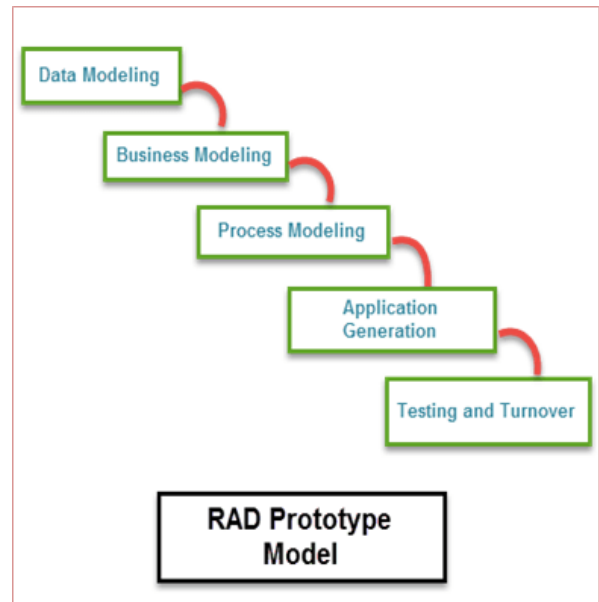 Data Modeling
Business Modeling
Process Modeling
Application
Generation
Testing and Turnover
RAD Prototype
Model